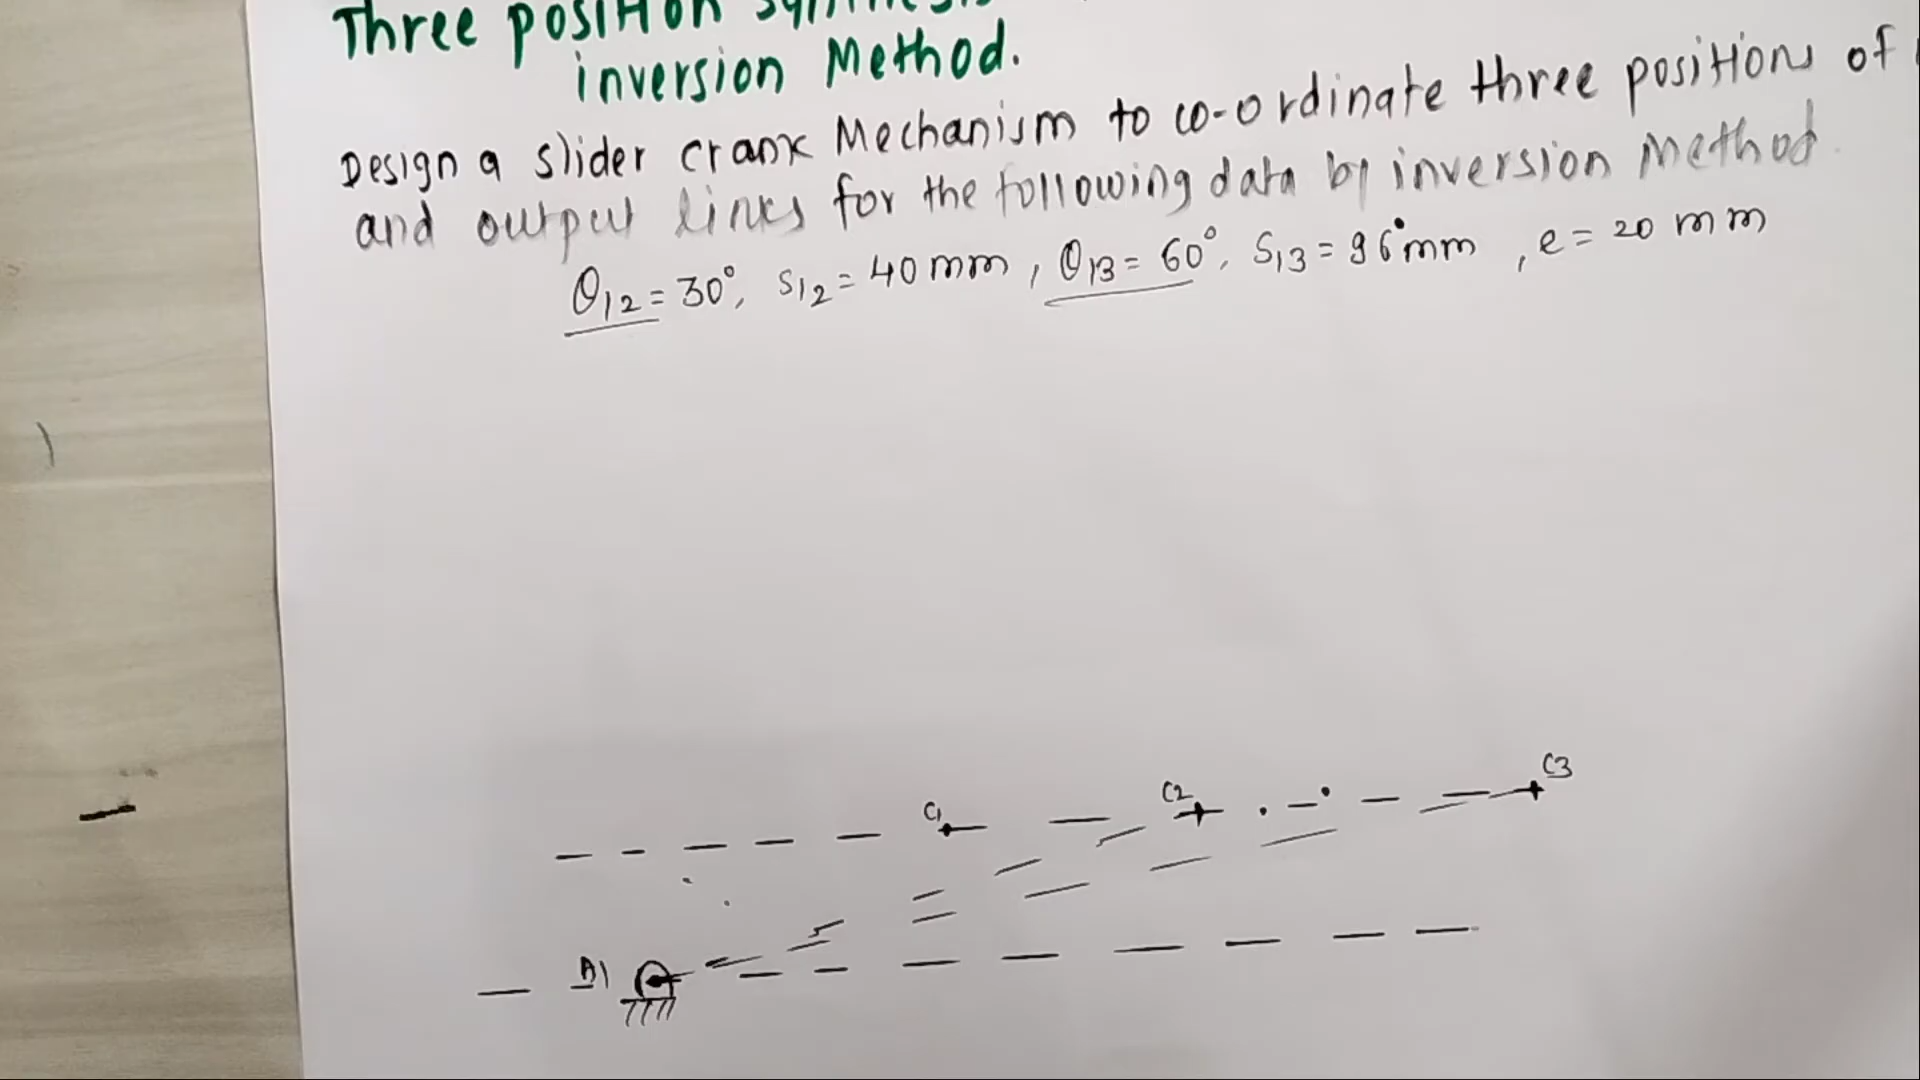 Three position synthesis
inversion Method.
Design a slider crank Mechanism to co-ordinate three positions of
and output links for the following data by inversion method.
θ12 = 30°, S12 = 40 mm, θ13 = 60°, S13 = 96 mm, e = 20 mm
C3
C2
C1
A1